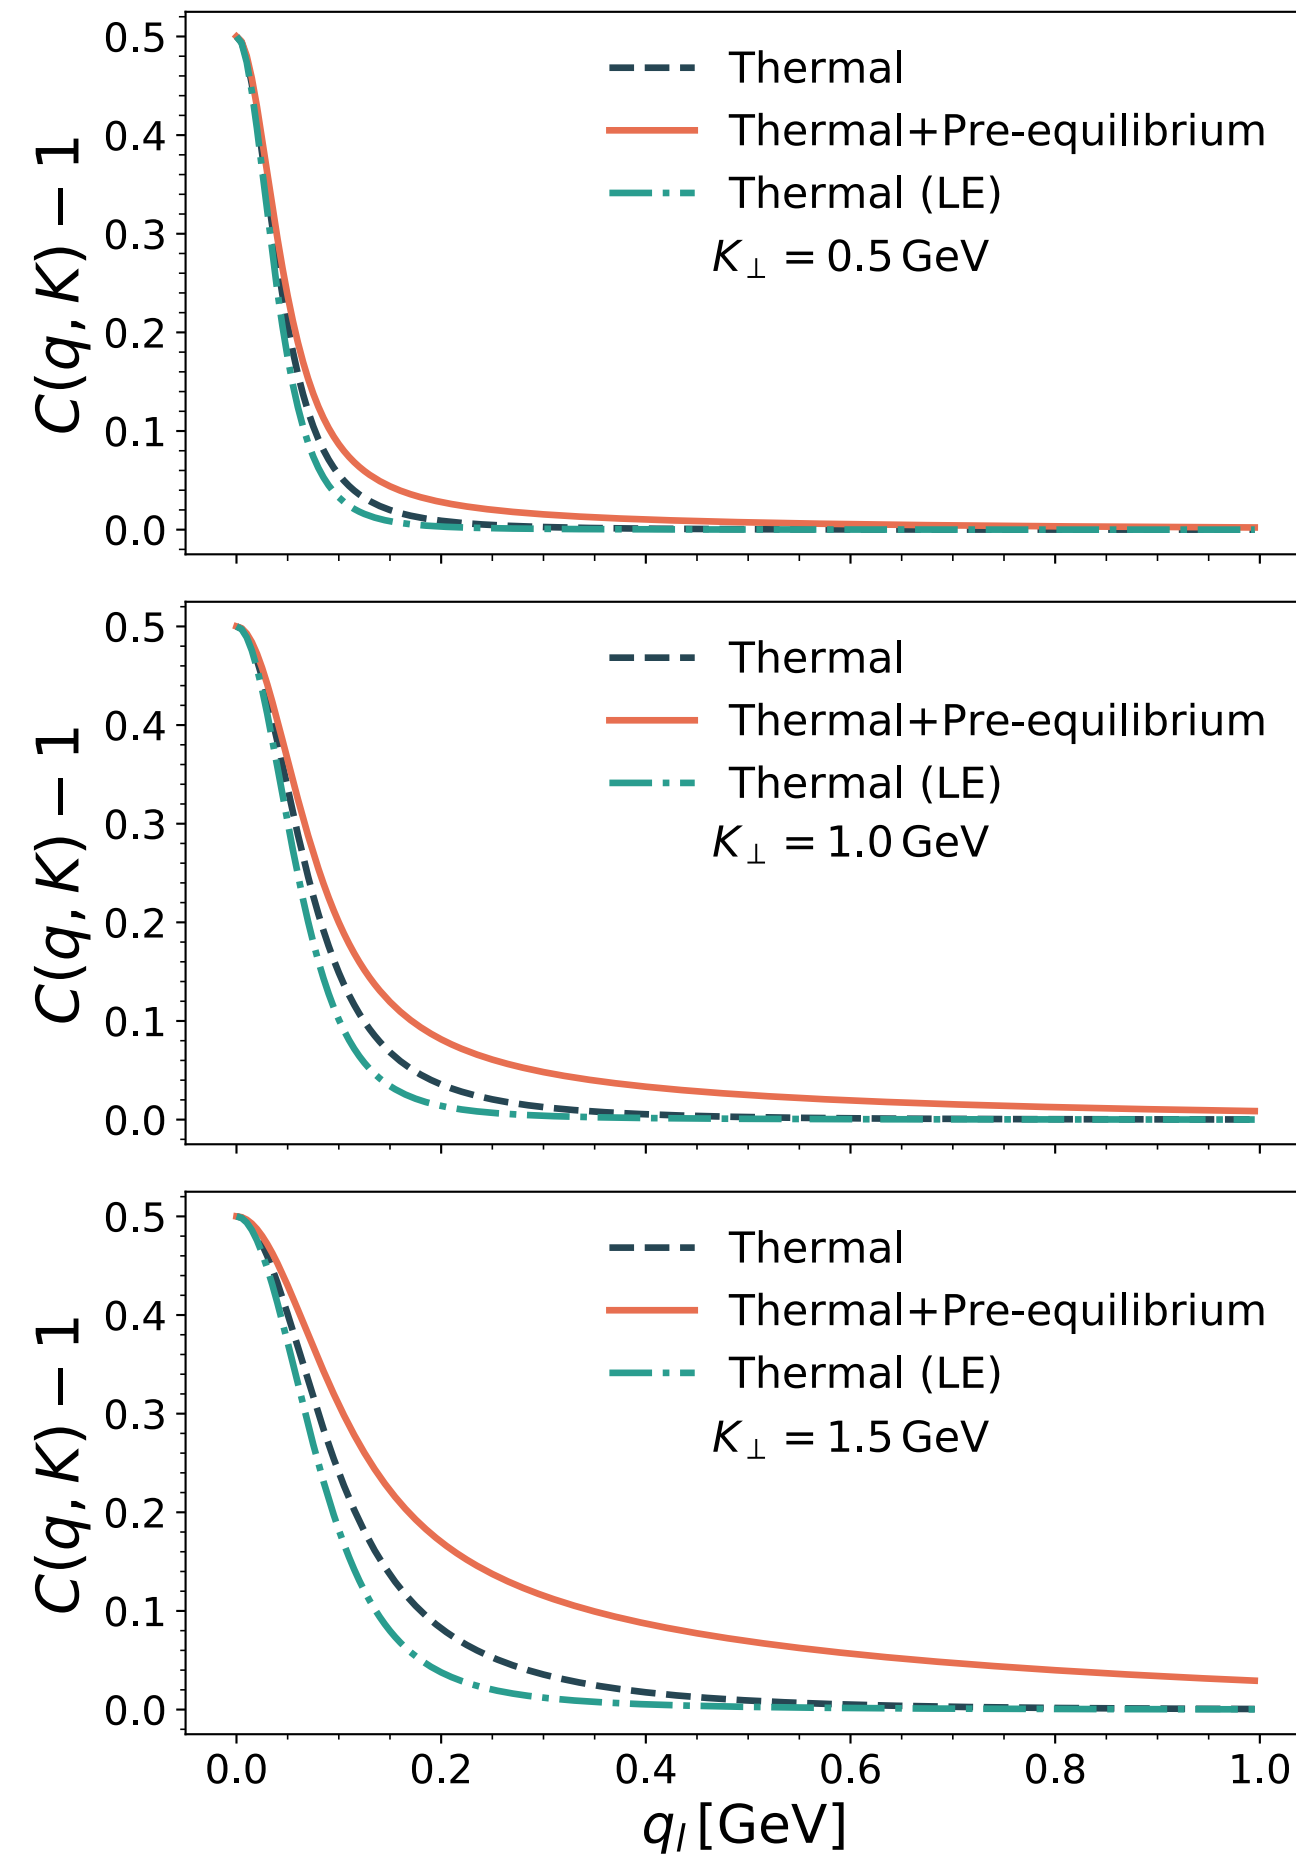 0.5
0.4
0.3
0.2
0.1
0.0
C(q, K) − 1
Thermal
Thermal+Pre-equilibrium
Thermal (LE)
K⊥ = 0.5 GeV
0.5
0.4
0.3
0.2
0.1
0.0
C(q, K) − 1
Thermal
Thermal+Pre-equilibrium
Thermal (LE)
K⊥ = 1.0 GeV
0.5
0.4
0.3
0.2
0.1
0.0
C(q, K) − 1
Thermal
Thermal+Pre-equilibrium
Thermal (LE)
K⊥ = 1.5 GeV
0.0 0.2 0.4 0.6 0.8 1.0
q_l [GeV]